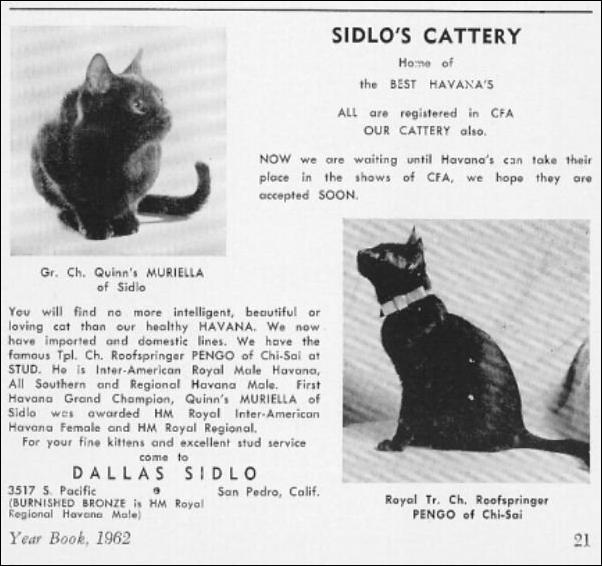 SIDLO'S CATTERY
Home of
the BEST HAVANA'S
ALL are registered in CFA
OUR CATTERY also.
NOW we are waiting until Havana's can take their
place in the shows of CFA, we hope they are
accepted SOON.
Gr. Ch. Quinn's MURIELLA
of Sidlo
You will find no more intelligent, beautiful or
loving cat than our healthy HAVANA. We now
have imported and domestic lines. We have the
famous Tpl. Ch. Roofspringer PENGO of Chi-Sai at
STUD. He is Inter-American Royal Male Havana,
All Southern and Regional Havana Male. First
Havana Grand Champion, Quinn's MURIELLA of
Sidlo was awarded HM Royal Inter-American
Havana Female and HM Royal Regional.
For your fine kittens and excellent stud service
come to
DALLAS SIDLO
3517 S. Pacific • San Pedro, Calif.
(BURNISHED BRONZE is HM Royal
Regional Havana Male)
Royal Tr. Ch. Roofspringer
PENGO of Chi-Sai
Year Book, 1962 21